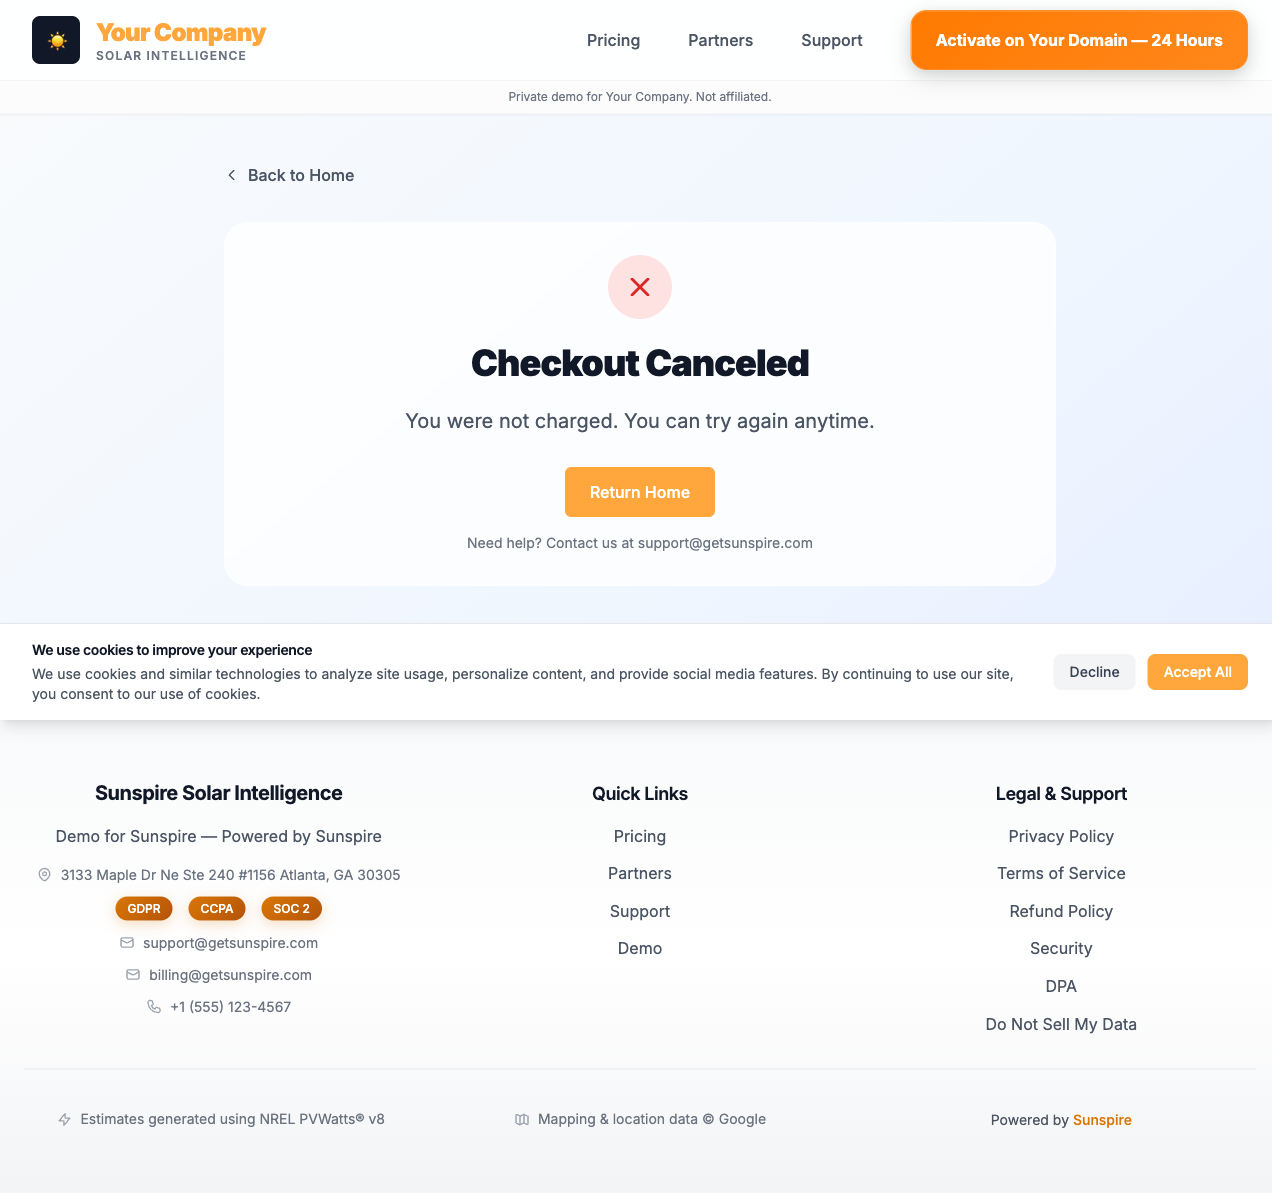 Your Company
SOLAR INTELLIGENCE
Pricing
Partners
Support
Activate on Your Domain — 24 Hours
Private demo for Your Company. Not affiliated.
Back to Home
Checkout Canceled
You were not charged. You can try again anytime.
Return Home
Need help? Contact us at support@getsunspire.com
We use cookies to improve your experience
We use cookies and similar technologies to analyze site usage, personalize content, and provide social media features. By continuing to use our site,
you consent to our use of cookies.
Decline
Accept All
Sunspire Solar Intelligence
Demo for Sunspire — Powered by Sunspire
3133 Maple Dr Ne Ste 240 #1156 Atlanta, GA 30305
GDPR
CCPA
SOC 2
support@getsunspire.com
billing@getsunspire.com
+1 (555) 123-4567
Quick Links
Pricing
Partners
Support
Demo
Legal & Support
Privacy Policy
Terms of Service
Refund Policy
Security
DPA
Do Not Sell My Data
Estimates generated using NREL PVWatts® v8
Mapping & location data © Google
Powered by Sunspire